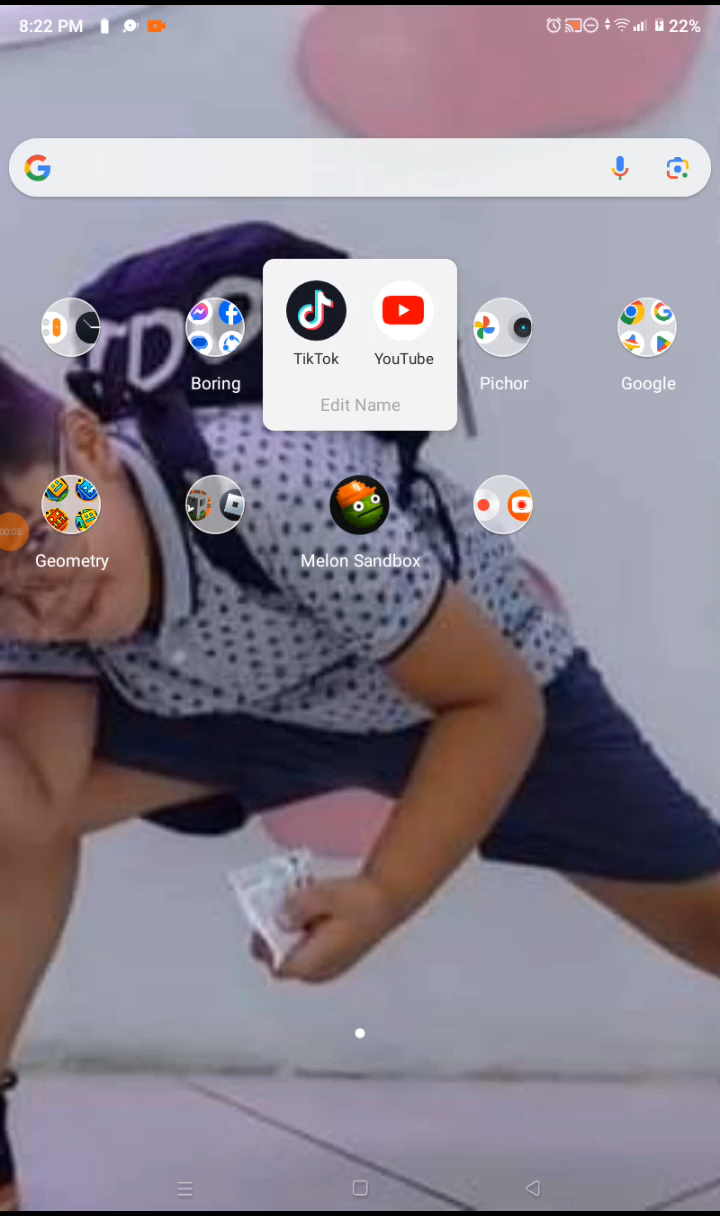 8:22 PM
22%
TikTok
YouTube
Edit Name
Boring
Pichor
Google
Geometry
Melon Sandbox